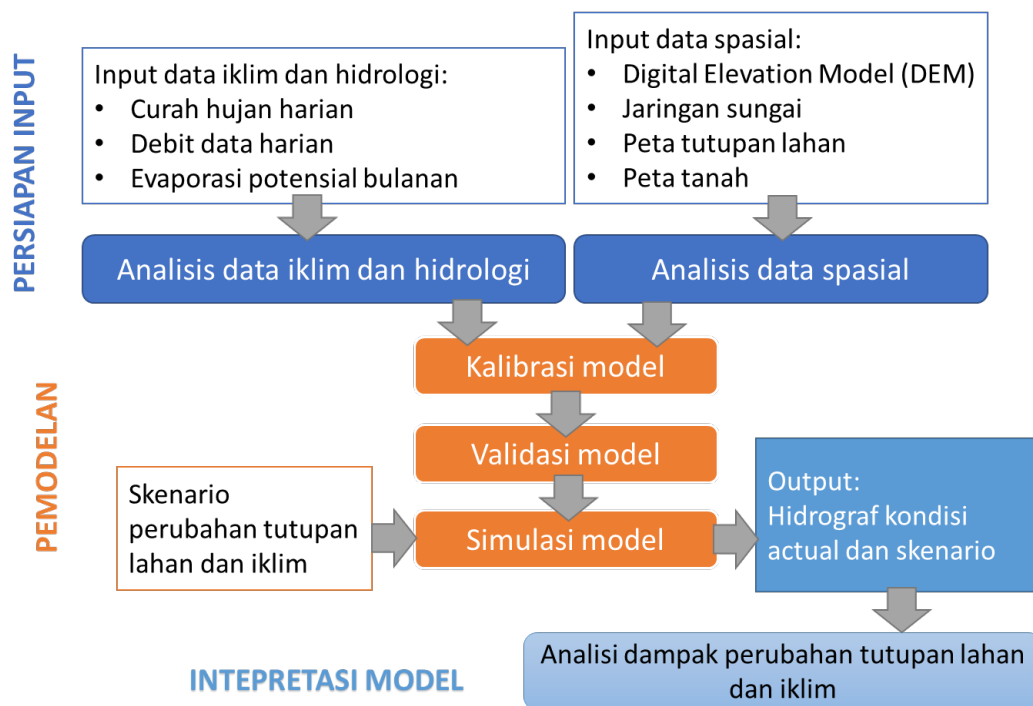 PERSIAPAN INPUT
Input data iklim dan hidrologi:
• Curah hujan harian
• Debit data harian
• Evaporasi potensial bulanan
Input data spasial:
• Digital Elevation Model (DEM)
• Jaringan sungai
• Peta tutupan lahan
• Peta tanah
Analisis data iklim dan hidrologi
Analisis data spasial
PEMODELAN
Kalibrasi model
Validasi model
Skenario
perubahan tutupan
lahan dan iklim
Simulasi model
Output:
Hidrograf kondisi
actual dan skenario
INTEPRETASI MODEL
Analisi dampak perubahan tutupan lahan
dan iklim